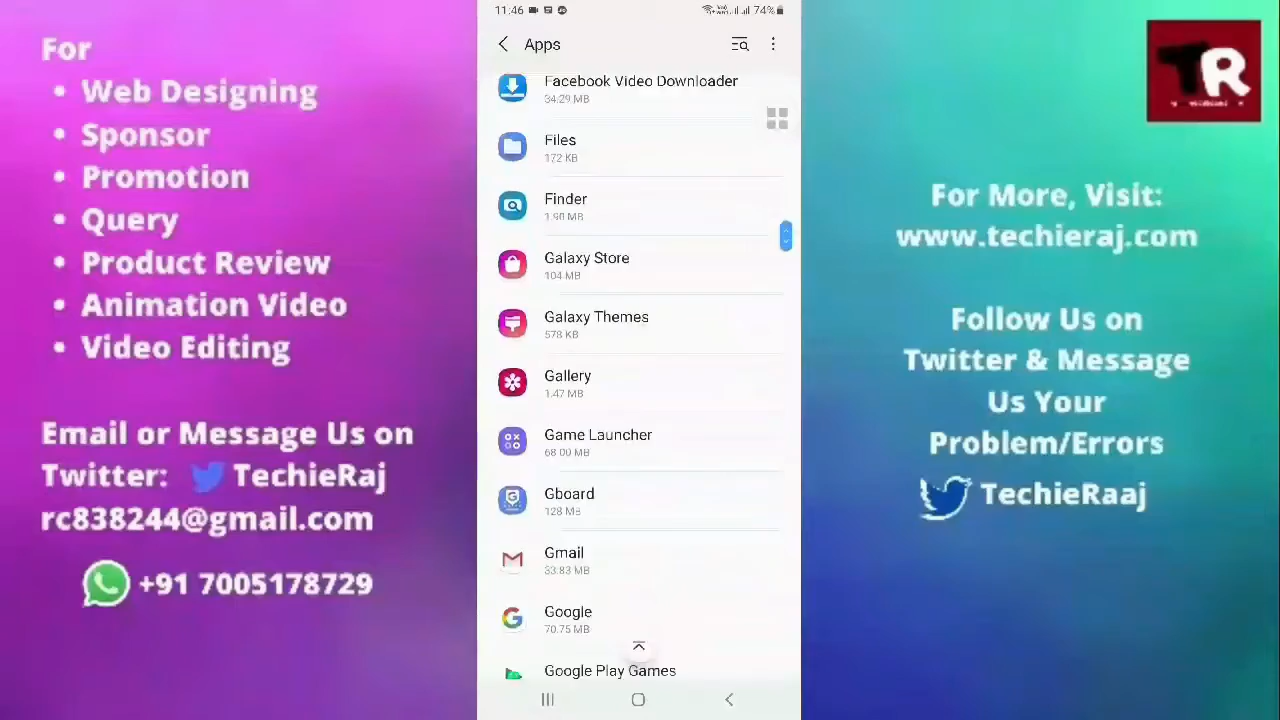 For
• Web Designing
• Sponsor
• Promotion
• Query
• Product Review
• Animation Video
• Video Editing
Email or Message Us on
Twitter: TechieRaj
rc838244@gmail.com
+91 7005178729
11:46
74%
Apps
Facebook Video Downloader
34.29 MB
Files
172 KB
Finder
1.90 MB
Galaxy Store
104 MB
Galaxy Themes
578 KB
Gallery
1.47 MB
Game Launcher
68.00 MB
Gboard
128 MB
Gmail
33.83 MB
Google
70.75 MB
Google Play Games
TR
For More, Visit:
www.techieraj.com
Follow Us on
Twitter & Message
Us Your
Problem/Errors
TechieRaaj